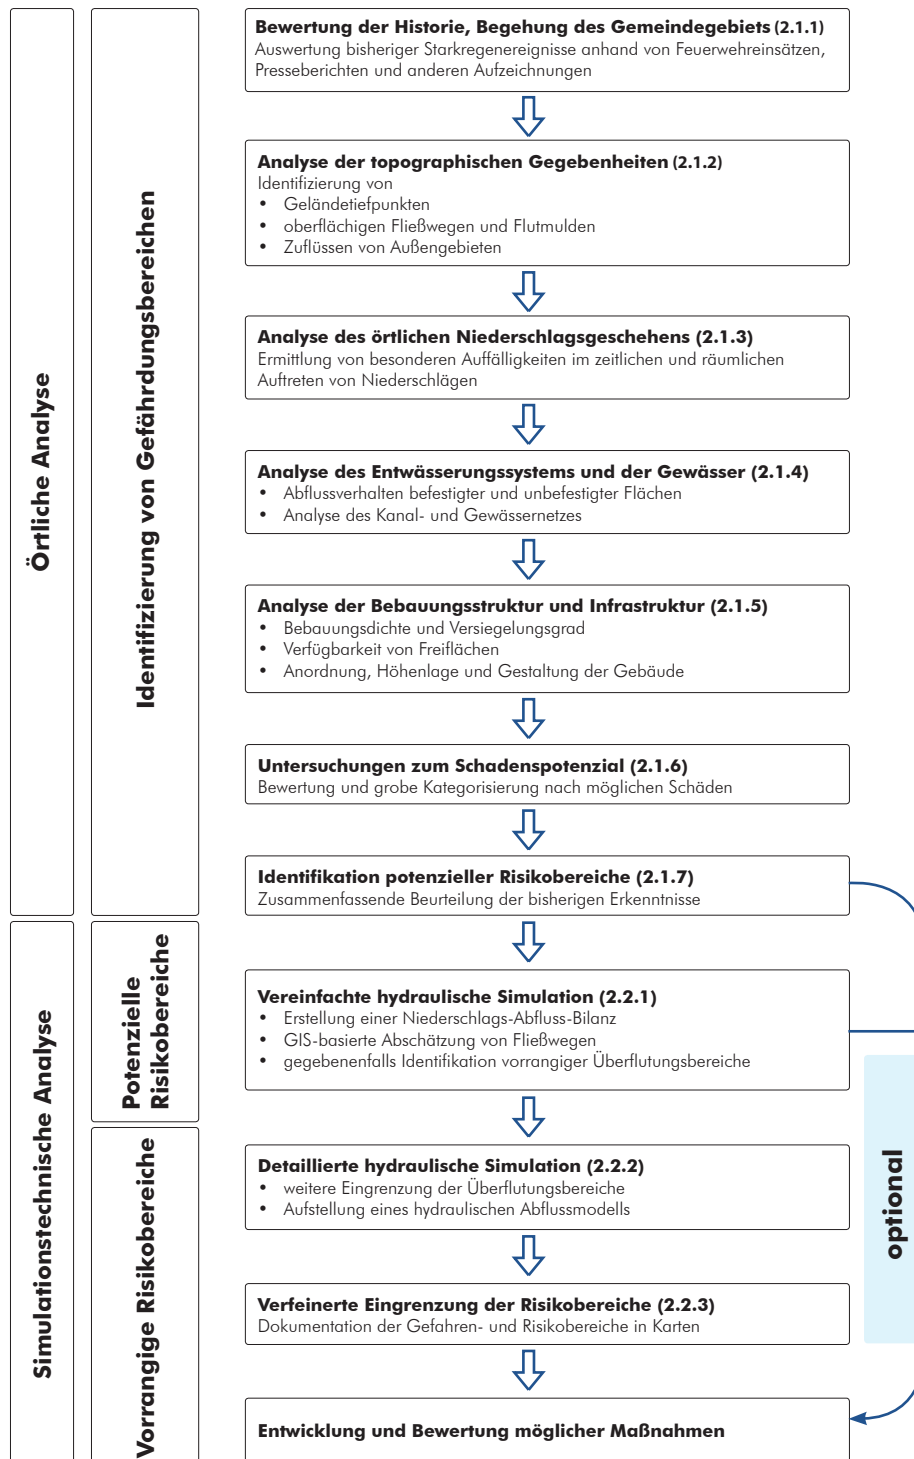 Örtliche Analyse
Identifizierung von Gefährdungsbereichen
Bewertung der Historie, Begehung des Gemeindegebiets (2.1.1)
Auswertung bisheriger Starkregenereignisse anhand von Feuerwehreinsätzen,
Presseberichten und anderen Aufzeichnungen
Analyse der topographischen Gegebenheiten (2.1.2)
Identifizierung von
• Geländetiefpunkten
• oberflächigen Fließwegen und Flutmulden
• Zuflüssen von Außengebieten
Analyse des örtlichen Niederschlagsgeschehens (2.1.3)
Ermittlung von besonderen Auffälligkeiten im zeitlichen und räumlichen
Auftreten von Niederschlägen
Analyse des Entwässerungssystems und der Gewässer (2.1.4)
• Abflussverhalten befestigter und unbefestigter Flächen
• Analyse des Kanal- und Gewässernetzes
Analyse der Bebauungsstruktur und Infrastruktur (2.1.5)
• Bebauungsdichte und Versiegelungsgrad
• Verfügbarkeit von Freiflächen
• Anordnung, Höhenlage und Gestaltung der Gebäude
Untersuchungen zum Schadenspotenzial (2.1.6)
Bewertung und grobe Kategorisierung nach möglichen Schäden
Identifikation potenzieller Risikobereiche (2.1.7)
Zusammenfassende Beurteilung der bisherigen Erkenntnisse
Simulationstechnische Analyse
Potenzielle
Risikobereiche
Vereinfachte hydraulische Simulation (2.2.1)
• Erstellung einer Niederschlags-Abfluss-Bilanz
• GIS-basierte Abschätzung von Fließwegen
• gegebenenfalls Identifikation vorrangiger Überflutungsbereiche
Vorrangige Risikobereiche
Detaillierte hydraulische Simulation (2.2.2)
• weitere Eingrenzung der Überflutungsbereiche
• Aufstellung eines hydraulischen Abflussmodells
Verfeinerte Eingrenzung der Risikobereiche (2.2.3)
Dokumentation der Gefahren- und Risikobereiche in Karten
Entwicklung und Bewertung möglicher Maßnahmen
optional